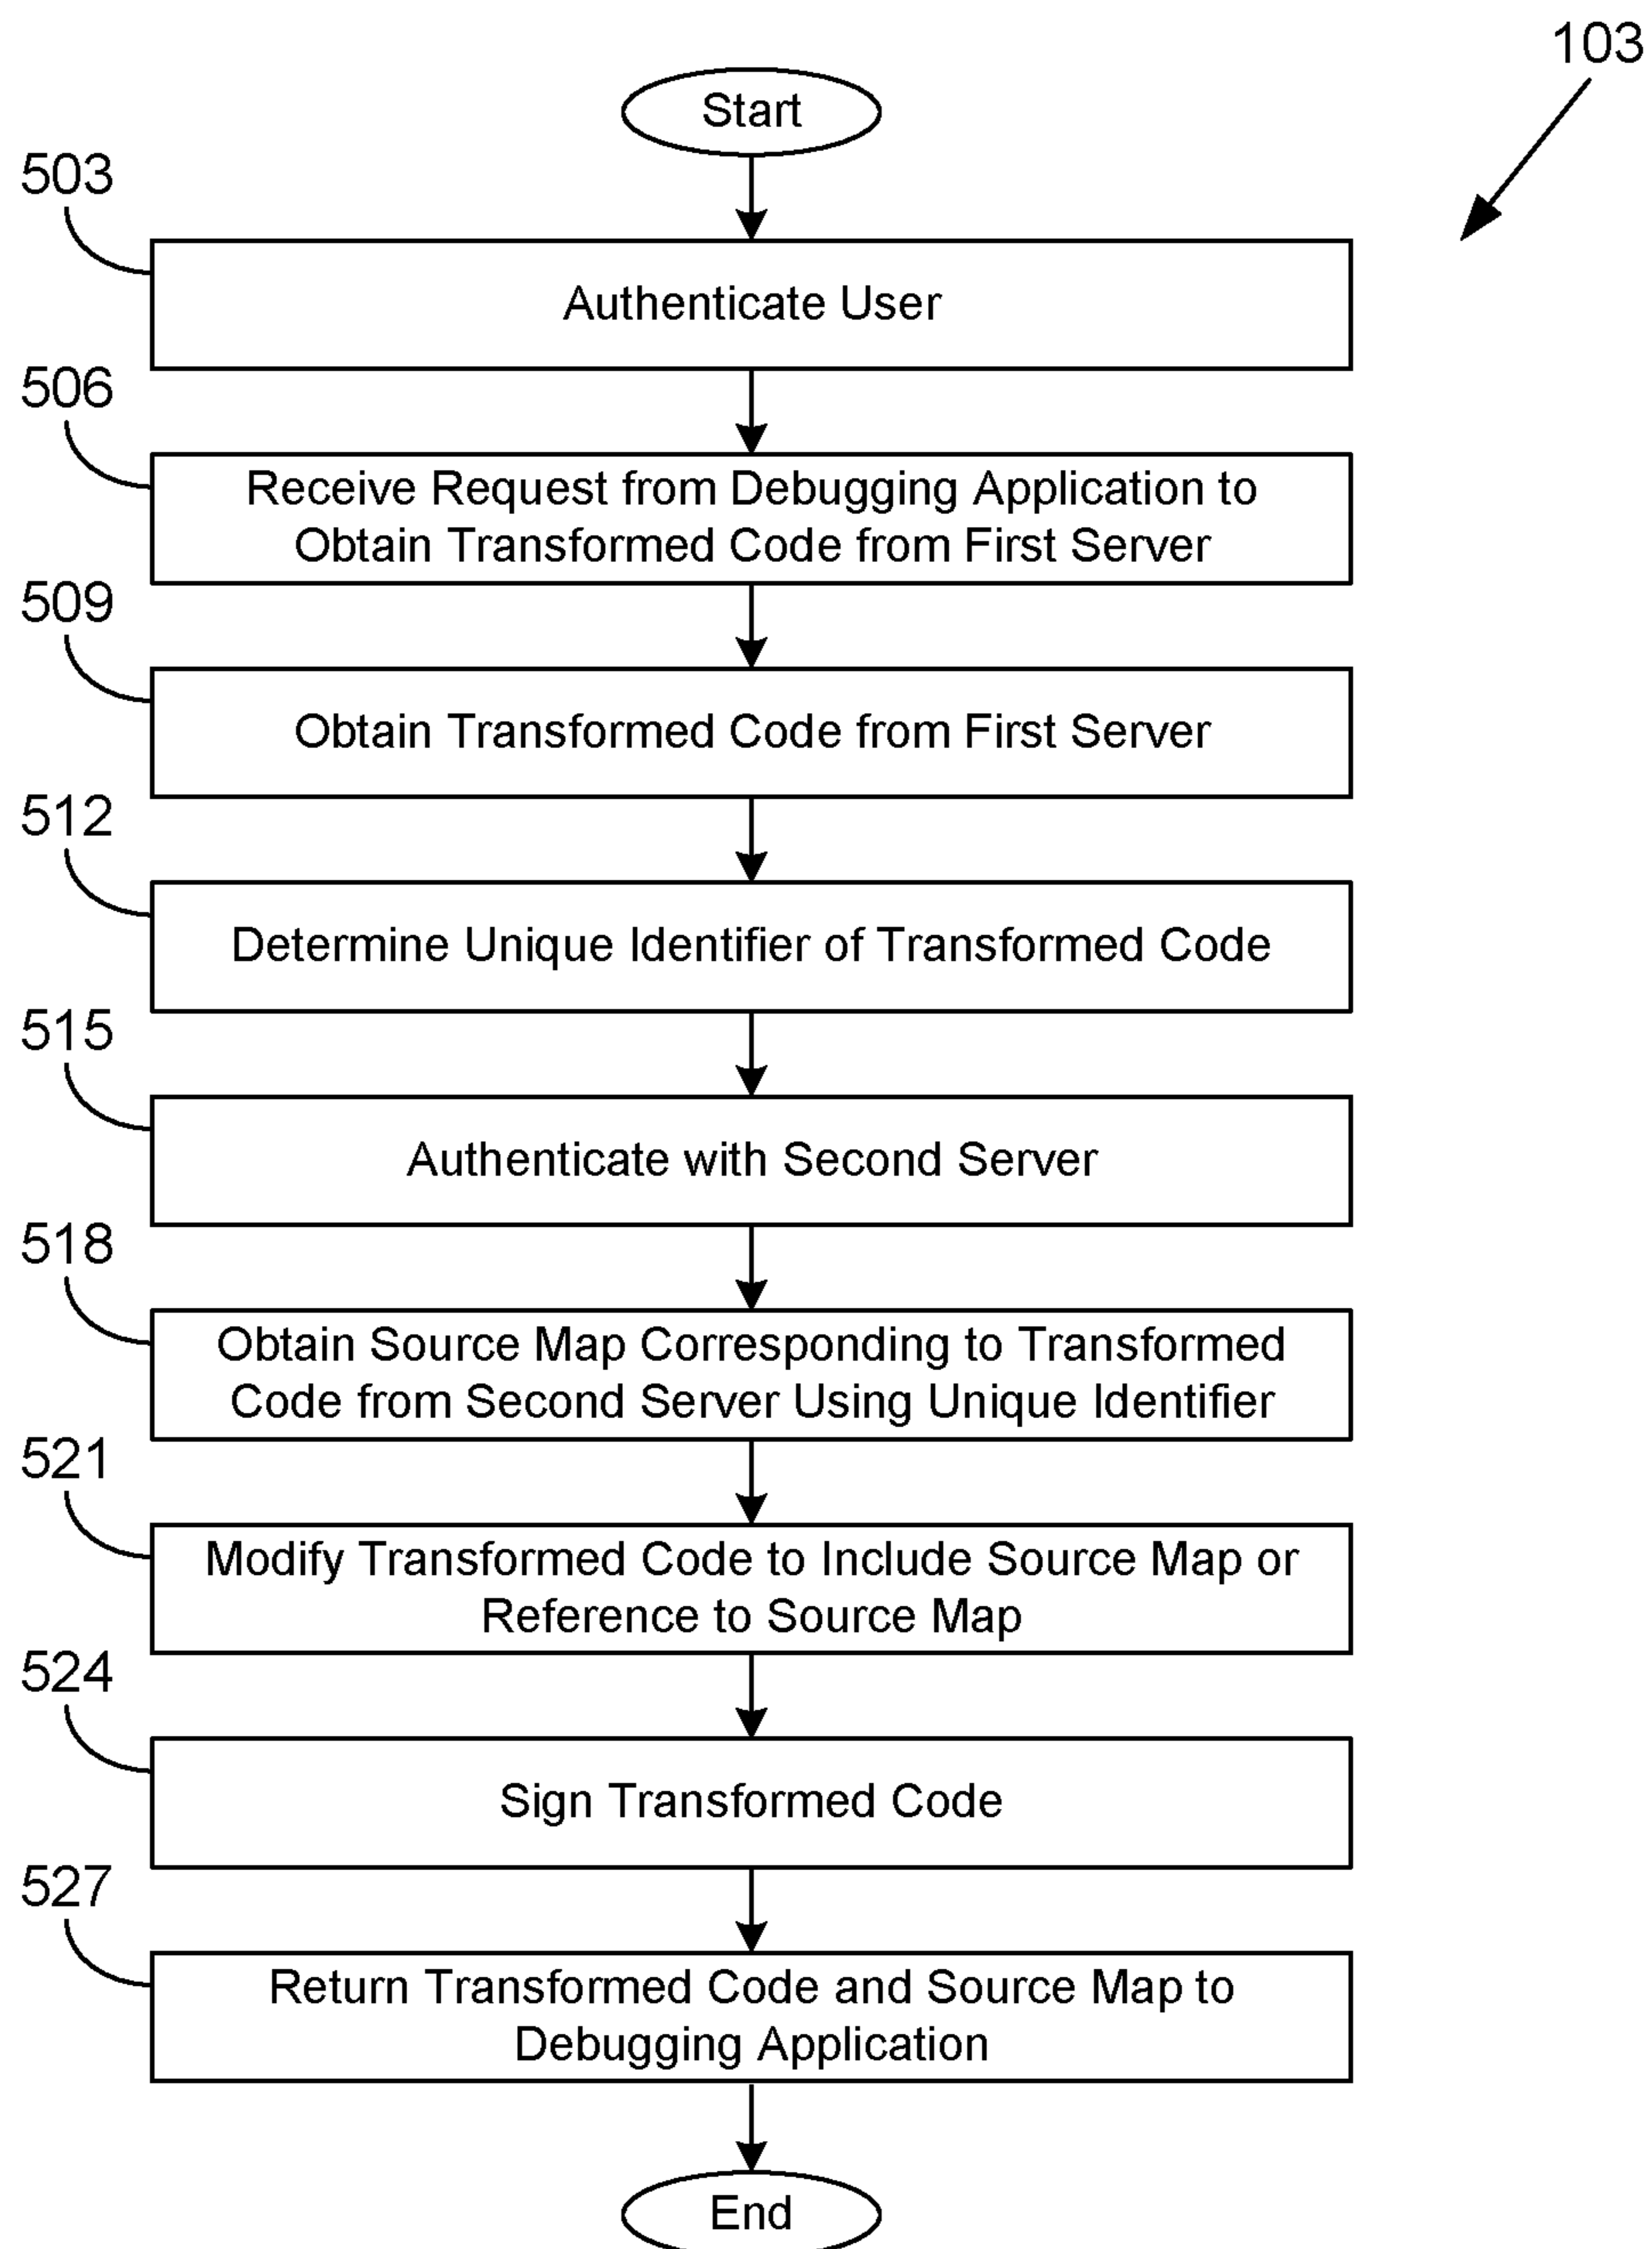 103
Start
503
Authenticate User
506
Receive Request from Debugging Application to
Obtain Transformed Code from First Server
509
Obtain Transformed Code from First Server
512
Determine Unique Identifier of Transformed Code
515
Authenticate with Second Server
518
Obtain Source Map Corresponding to Transformed
Code from Second Server Using Unique Identifier
521
Modify Transformed Code to Include Source Map or
Reference to Source Map
524
Sign Transformed Code
527
Return Transformed Code and Source Map to
Debugging Application
End